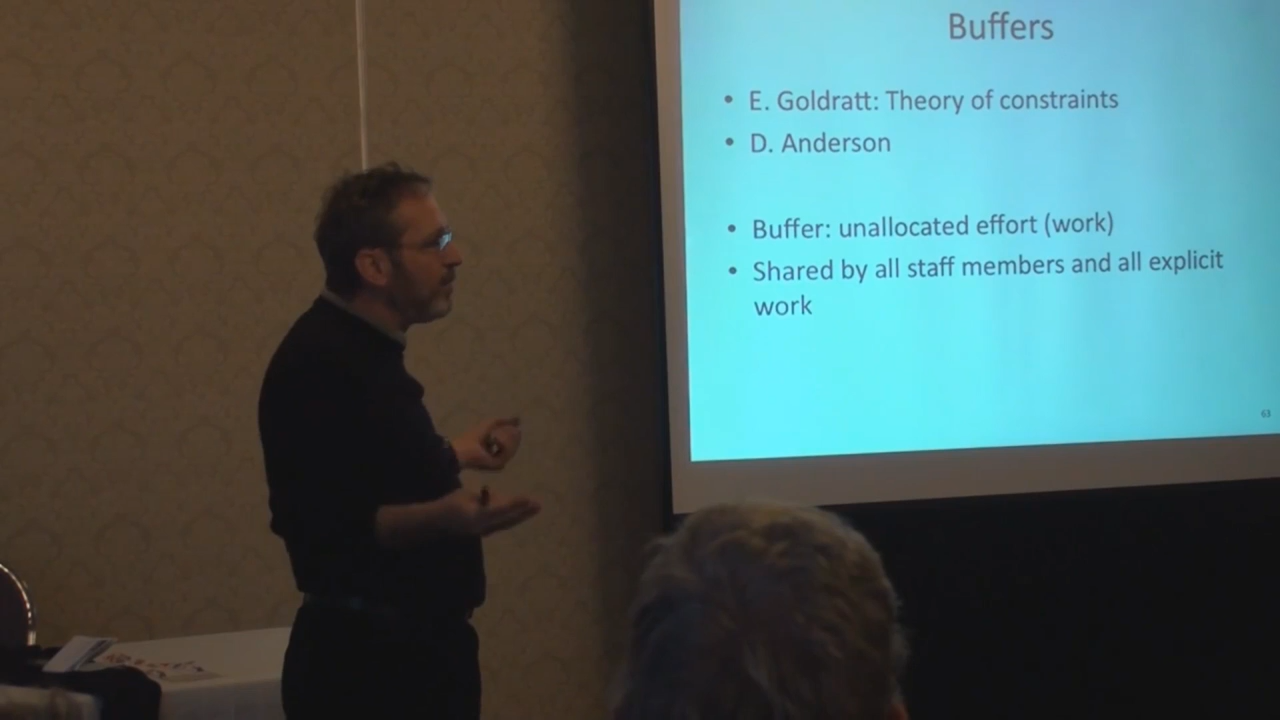 Buffers
• E. Goldratt: Theory of constraints
• D. Anderson
• Buffer: unallocated effort (work)
• Shared by all staff members and all explicit
work
63